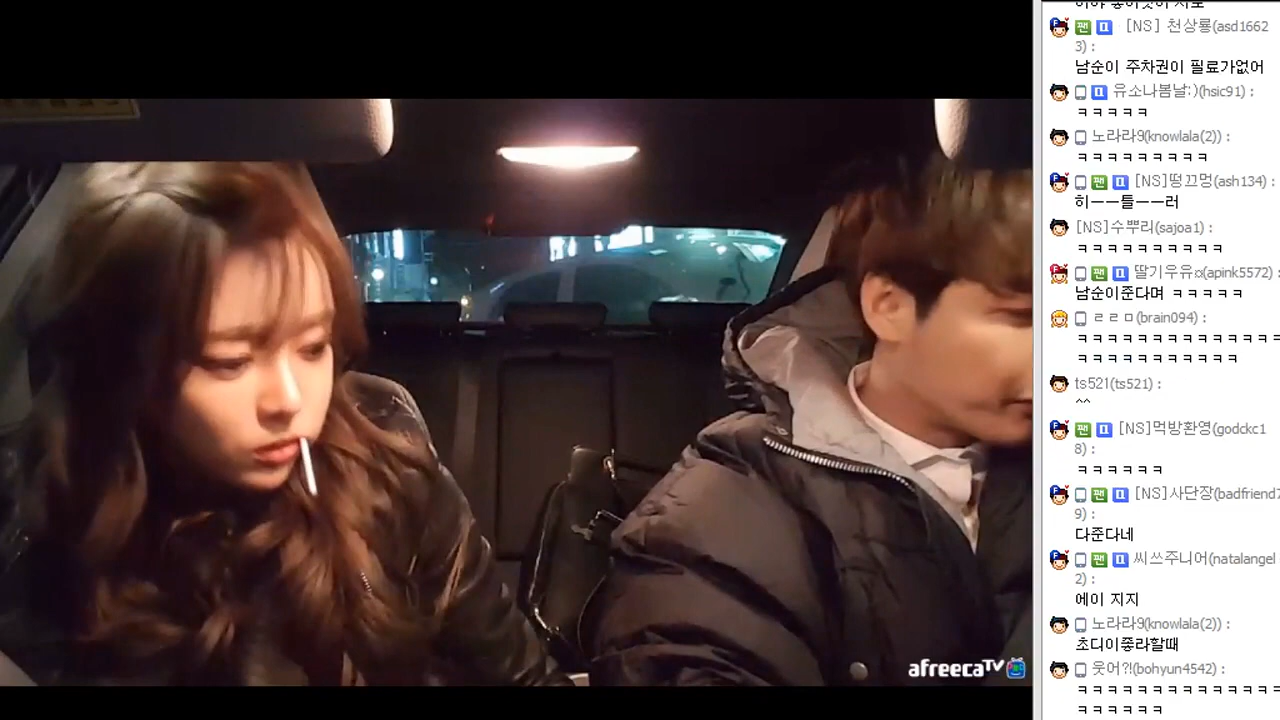 [NS] 천상룡(asd1662
3) :
남순이 주차권이 필료가없어
유소나봄날:)(hsic91) :
ㅋㅋㅋㅋㅋ
노라라9(knowlala(2)) :
ㅋㅋㅋㅋㅋㅋㅋㅋㅋ
[NS]떵끄멍(ash134) :
히ㅡㅡ틀ㅡㅡ러
[NS]수뿌리(sajoa1) :
ㅋㅋㅋㅋㅋㅋㅋㅋㅋㅋ
딸기우유¤(apink5572) :
남순이준다며 ㅋㅋㅋㅋㅋ
ㄹㄹㅁ(brain094) :
ㅋㅋㅋㅋㅋㅋㅋㅋㅋㅋㅋㅋㅋㅋ
ㅋㅋㅋㅋㅋㅋㅋㅋㅋㅋㅋ
ts521(ts521) :
^^
[NS]먹방환영(godckc1
8) :
ㅋㅋㅋㅋㅋㅋ
[NS]사단장(badfriend7
9) :
다준다네
씨쓰주니어(natalangel
2) :
에이 지지
노라라9(knowlala(2)) :
초디이좋라할때
웃어?!(bohyun4542) :
ㅋㅋㅋㅋㅋㅋㅋㅋㅋㅋㅋㅋㅋㅋ
ㅋㅋㅋㅋㅋㅋ
afreecaTV